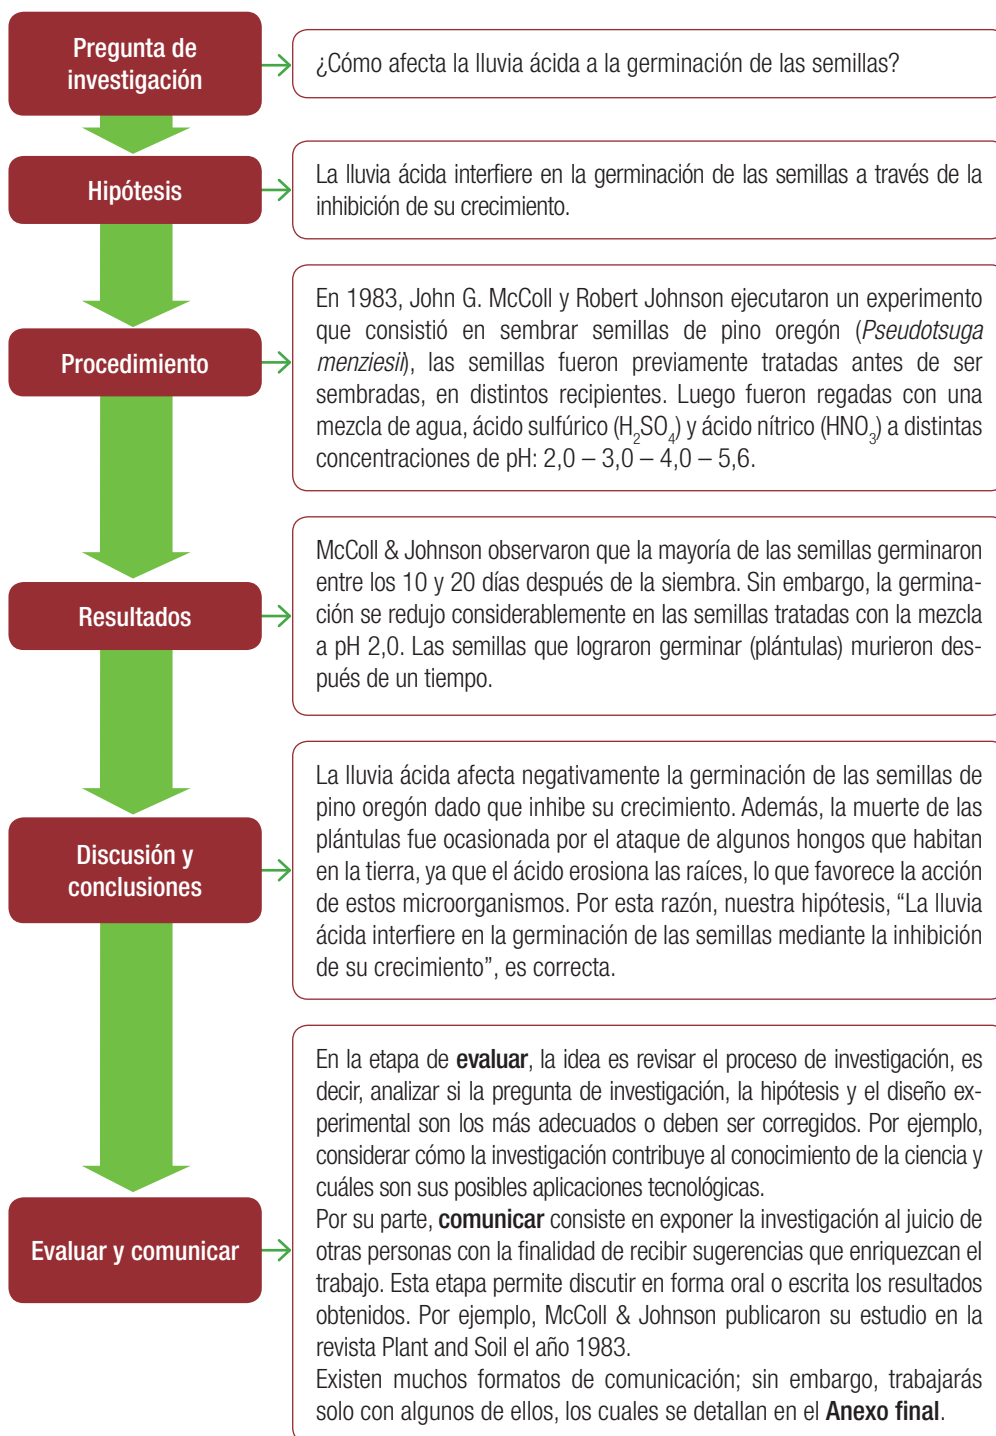 Pregunta de
investigación
¿Cómo afecta la lluvia ácida a la germinación de las semillas?
Hipótesis
La lluvia ácida interfiere en la germinación de las semillas a través de la
inhibición de su crecimiento.
Procedimiento
En 1983, John G. McColl y Robert Johnson ejecutaron un experimento
que consistió en sembrar semillas de pino oregón (Pseudotsuga
menziesii), las semillas fueron previamente tratadas antes de ser
sembradas, en distintos recipientes. Luego fueron regadas con una
mezcla de agua, ácido sulfúrico (H₂SO₄) y ácido nítrico (HNO₃) a distintas
concentraciones de pH: 2,0 – 3,0 – 4,0 – 5,6.
Resultados
McColl & Johnson observaron que la mayoría de las semillas germinaron
entre los 10 y 20 días después de la siembra. Sin embargo, la germina-
ción se redujo considerablemente en las semillas tratadas con la mezcla
a pH 2,0. Las semillas que lograron germinar (plántulas) murieron des-
pués de un tiempo.
Discusión y
conclusiones
La lluvia ácida afecta negativamente la germinación de las semillas de
pino oregón dado que inhibe su crecimiento. Además, la muerte de las
plántulas fue ocasionada por el ataque de algunos hongos que habitan
en la tierra, ya que el ácido erosiona las raíces, lo que favorece la acción
de estos microorganismos. Por esta razón, nuestra hipótesis, “La lluvia
ácida interfiere en la germinación de las semillas mediante la inhibición
de su crecimiento”, es correcta.
Evaluar y comunicar
En la etapa de evaluar, la idea es revisar el proceso de investigación, es
decir, analizar si la pregunta de investigación, la hipótesis y el diseño ex-
perimental son los más adecuados o deben ser corregidos. Por ejemplo,
considerar cómo la investigación contribuye al conocimiento de la ciencia y
cuáles son sus posibles aplicaciones tecnológicas.
Por su parte, comunicar consiste en exponer la investigación al juicio de
otras personas con la finalidad de recibir sugerencias que enriquezcan el
trabajo. Esta etapa permite discutir en forma oral o escrita los resultados
obtenidos. Por ejemplo, McColl & Johnson publicaron su estudio en la
revista Plant and Soil el año 1983.
Existen muchos formatos de comunicación; sin embargo, trabajarás
solo con algunos de ellos, los cuales se detallan en el Anexo final.